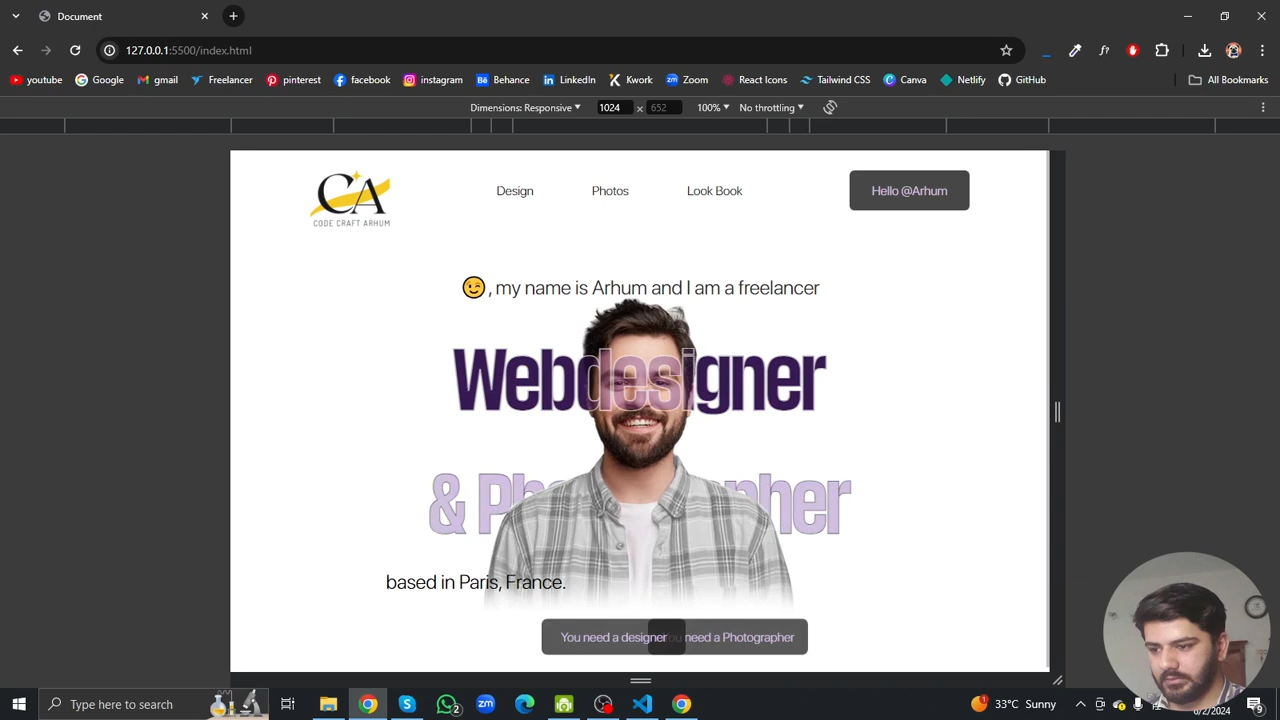 Document
127.0.0.1:5500/index.html
youtube Google gmail Freelancer pinterest facebook instagram Behance LinkedIn Kwork Zoom React Icons Tailwind CSS Canva Netlify GitHub All Bookmarks
Dimensions: Responsive 1024 × 652 100% No throttling
CA
CODE CRAFT ARHUM
Design Photos Look Book Hello @Arhum
, my name is Arhum and I am a freelancer
Webdesigner
&
based in Paris, France.
You need a designer need a Photographer
Type here to search
33°C Sunny
6/2/2024